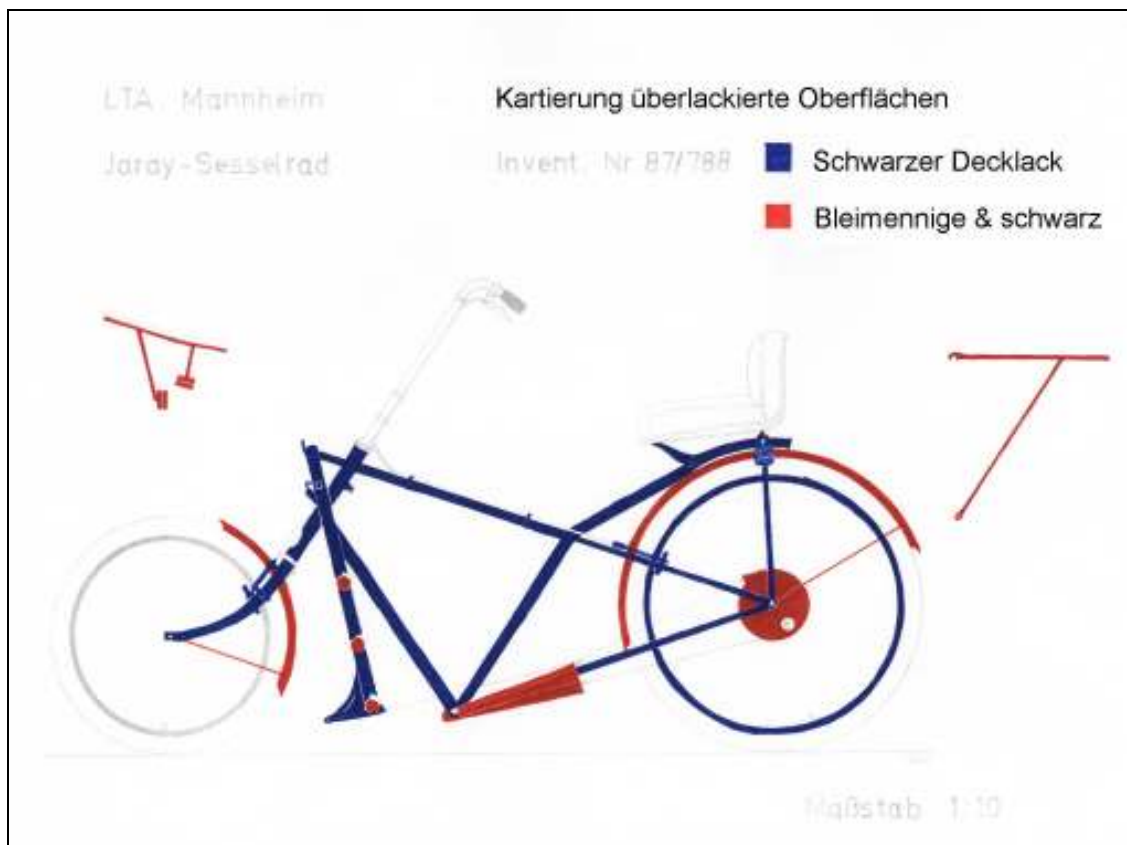 LTA Mannheim
Kartierung überlackierte Oberflächen
Jaray-Sesselrad
Invent. Nr 87/788
Schwarzer Decklack
Bleimennige & schwarz
Maßstab 1:10